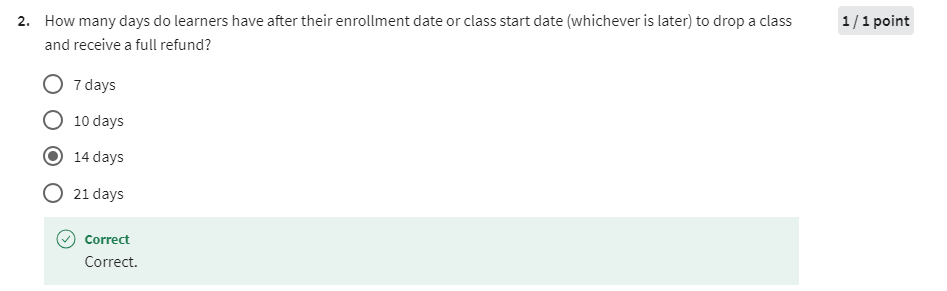 2. How many days do learners have after their enrollment date or class start date (whichever is later) to drop a class 1 / 1 point
and receive a full refund?
7 days
10 days
14 days
21 days
Correct
Correct.